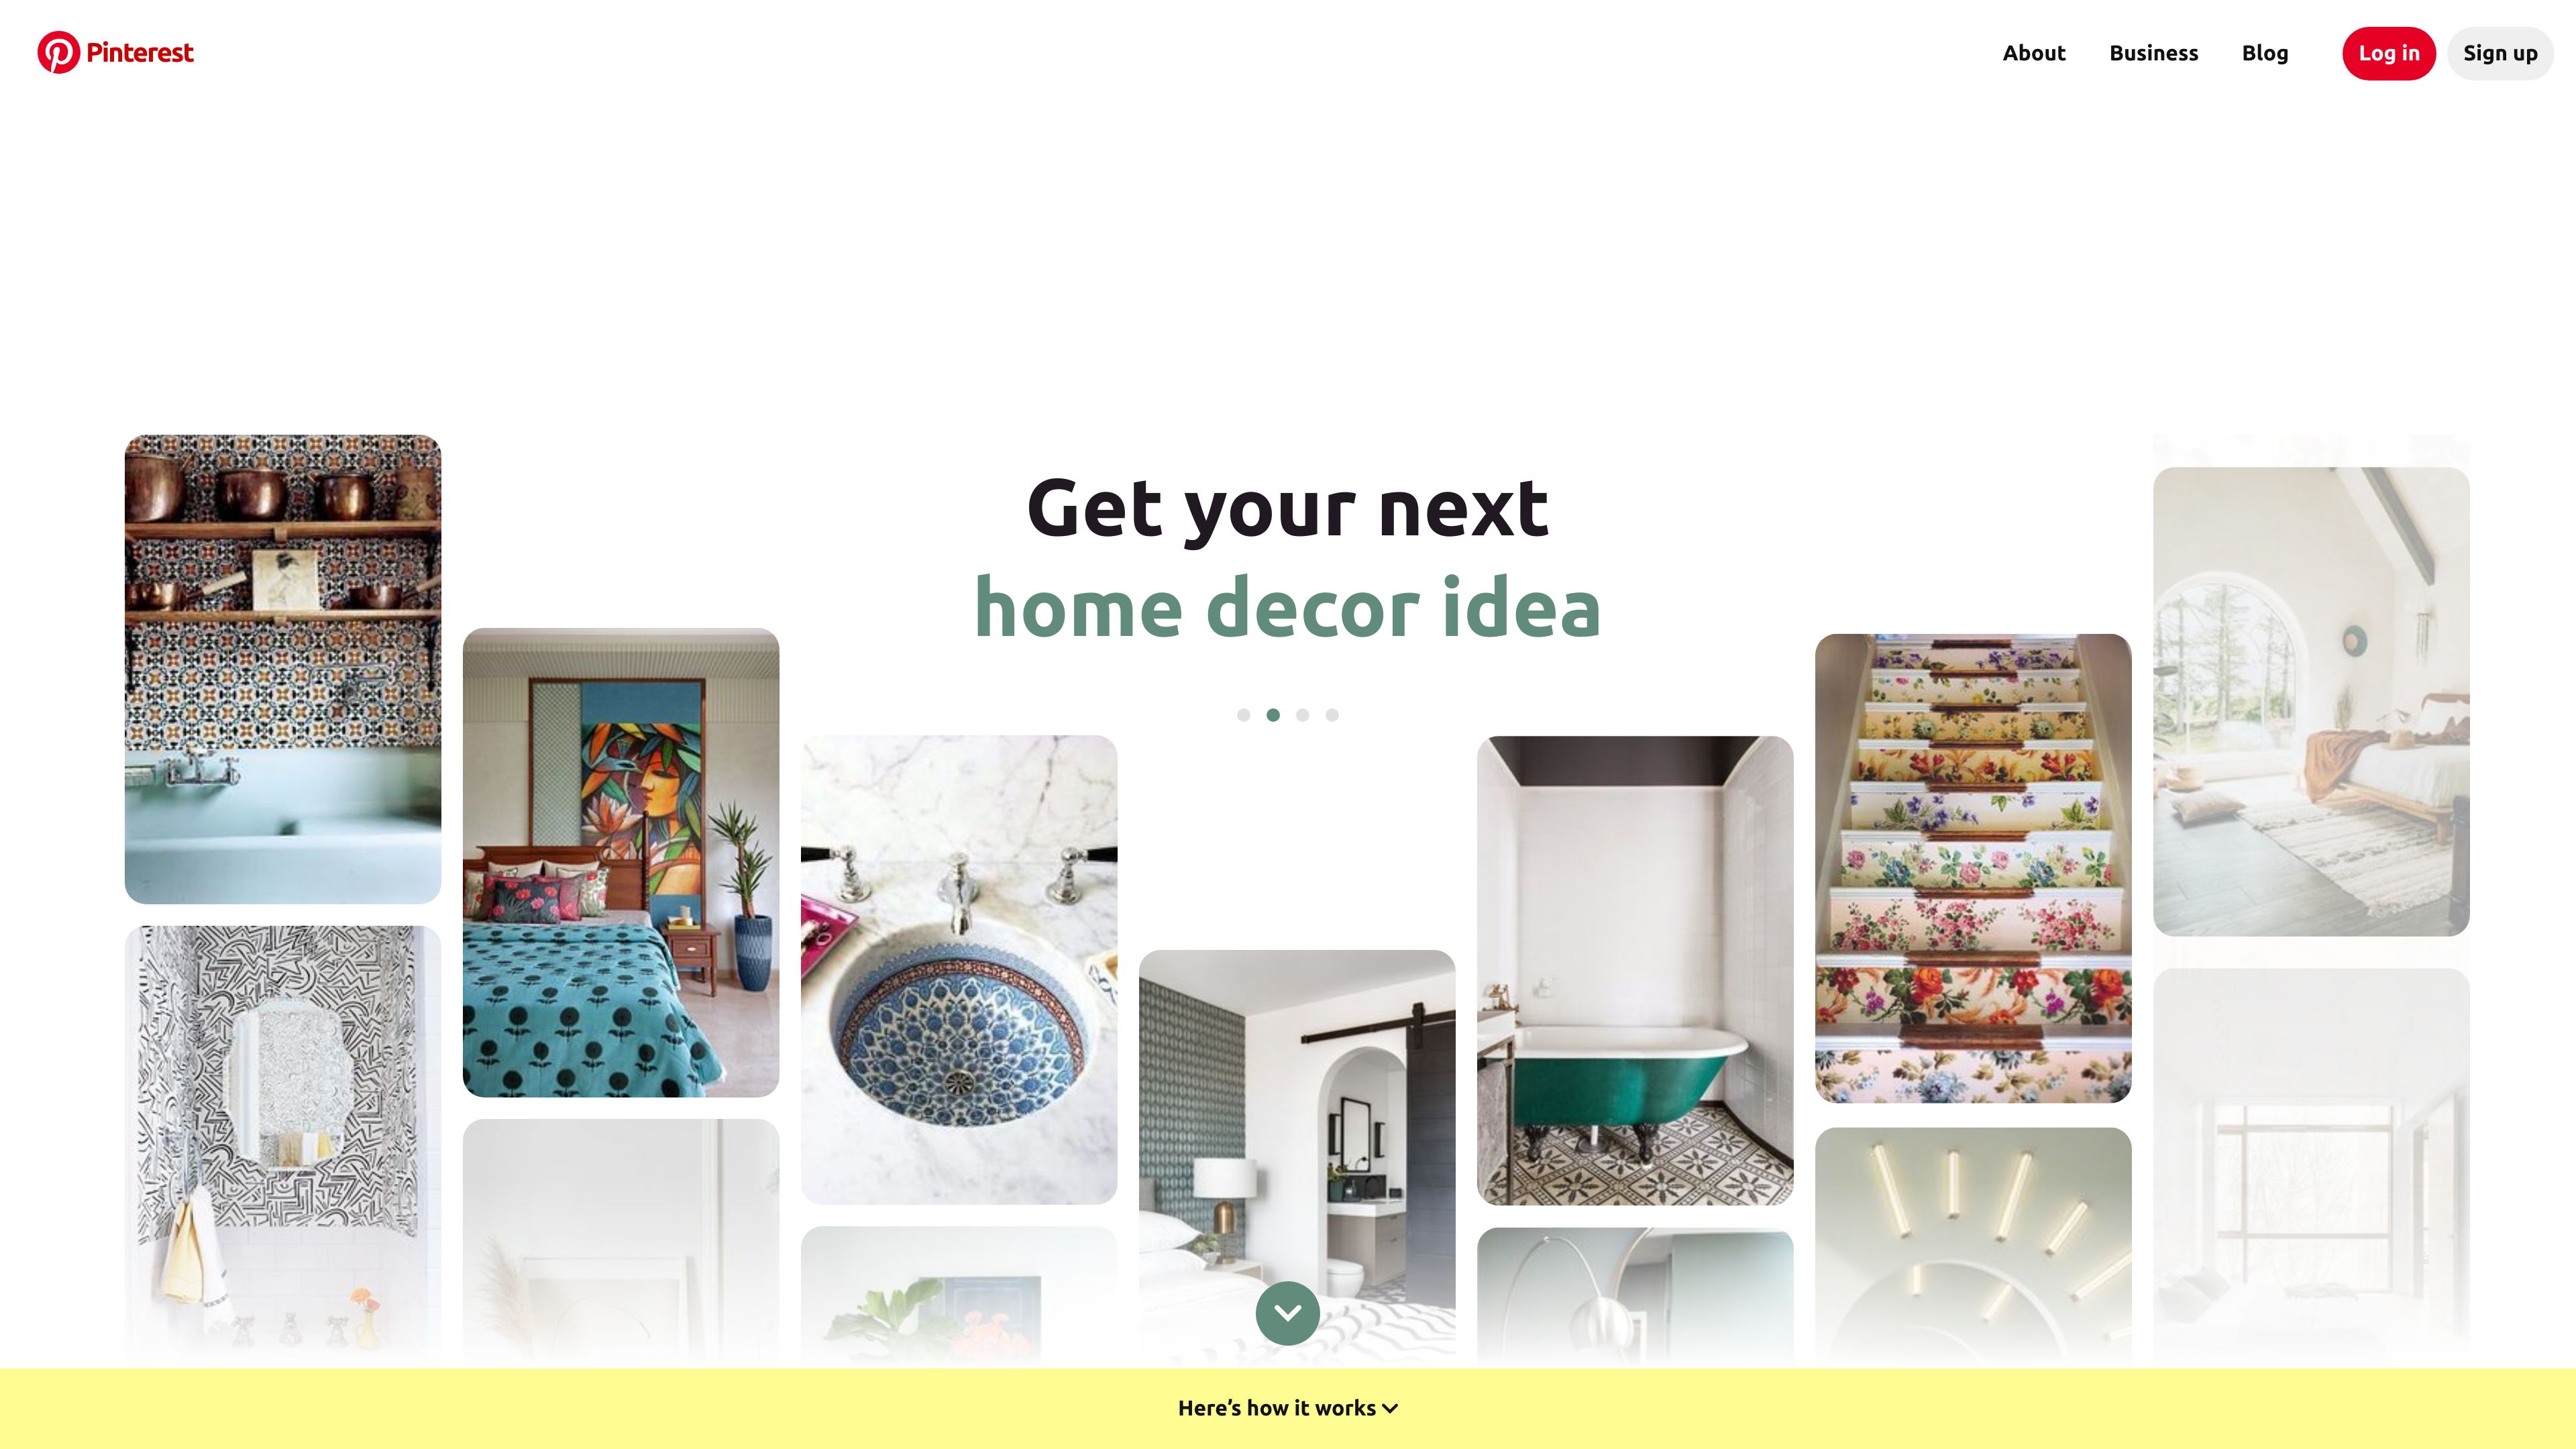 Pinterest
About
Business
Blog
Log in
Sign up
Get your next
home decor idea
Here’s how it works